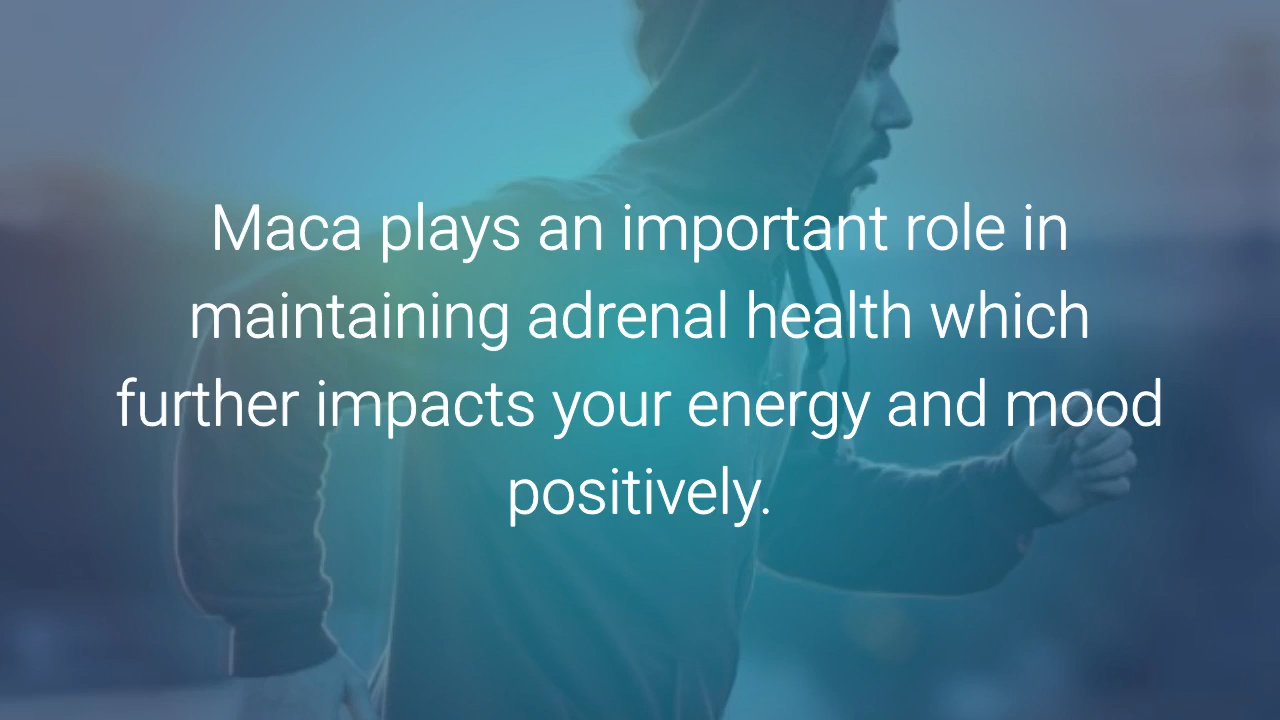 Maca plays an important role in
maintaining adrenal health which
further impacts your energy and mood
positively.